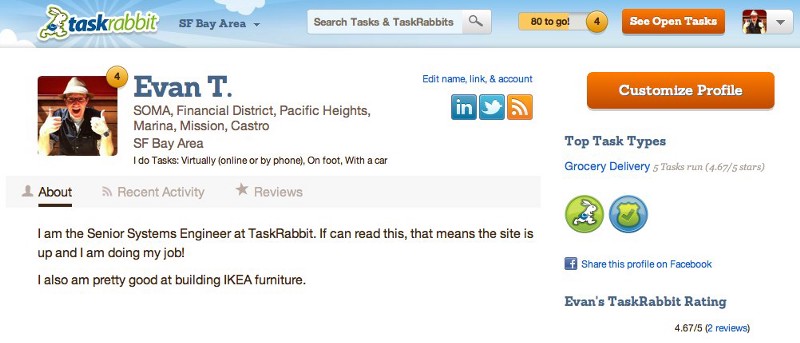 taskrabbit
SF Bay Area
Search Tasks & TaskRabbits
80 to go!
4
See Open Tasks
4
Evan T.
Edit name, link, & account
SOMA, Financial District, Pacific Heights,
Marina, Mission, Castro
SF Bay Area
I do Tasks: Virtually (online or by phone), On foot, With a car
in
Customize Profile
Top Task Types
Grocery Delivery 5 Tasks run (4.67/5 stars)
About
Recent Activity
Reviews
I am the Senior Systems Engineer at TaskRabbit. If can read this, that means the site is
up and I am doing my job!
I also am pretty good at building IKEA furniture.
f Share this profile on Facebook
Evan's TaskRabbit Rating
4.67/5 (2 reviews)